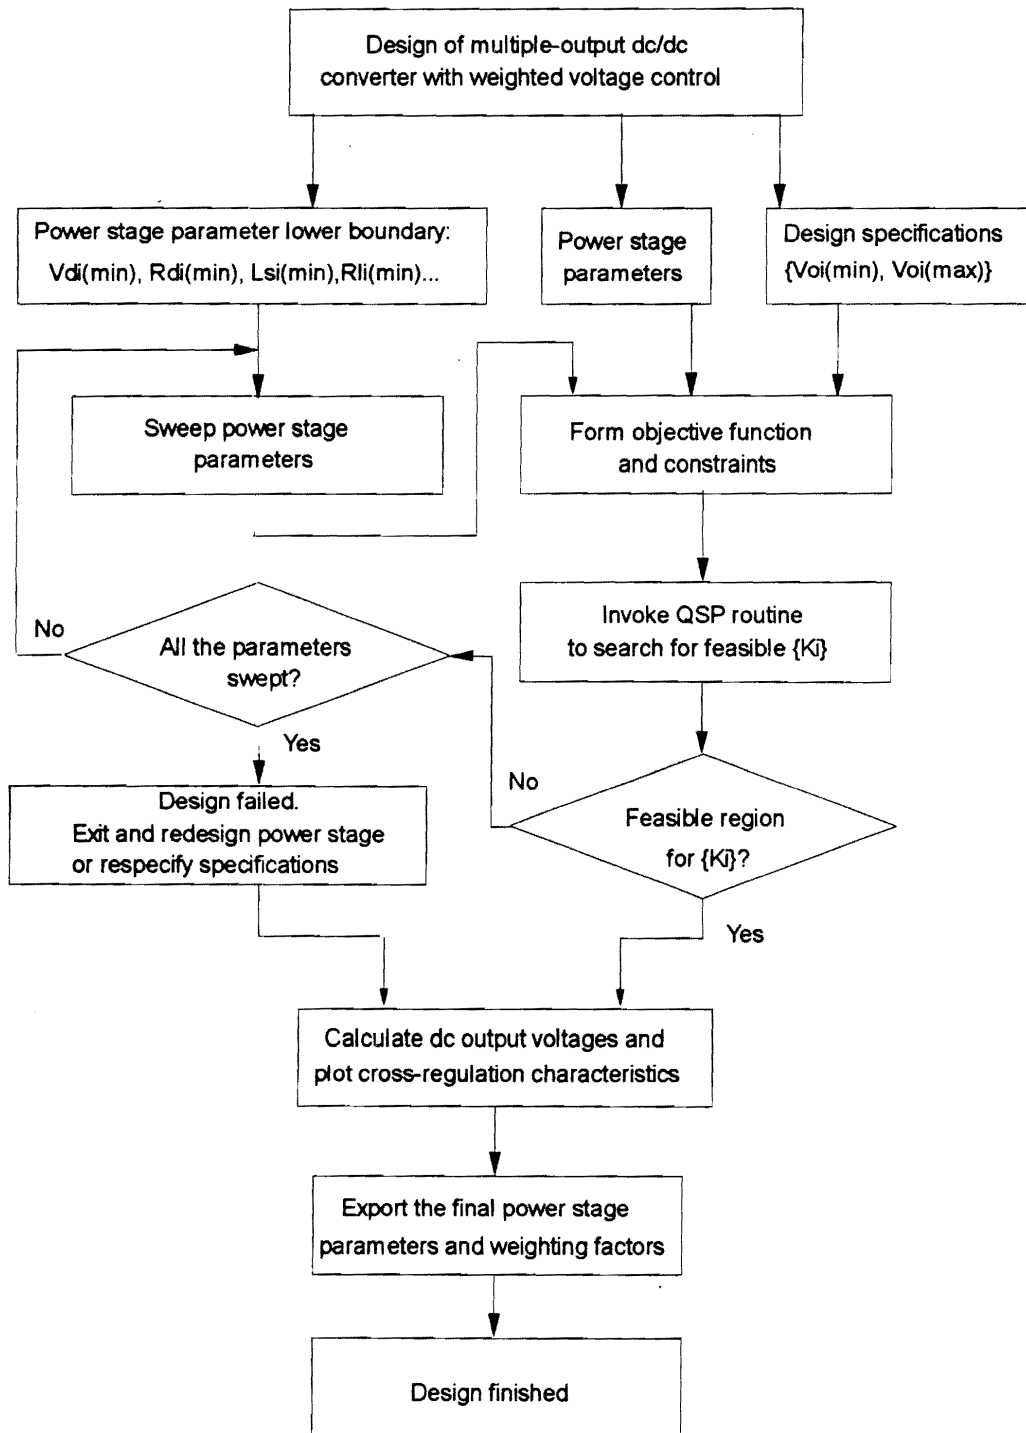 Design of multiple-output dc/dc
converter with weighted voltage control
Power stage parameter lower boundary:
Vdi(min), Rdi(min), Lsi(min),Rli(min)...
Power stage
parameters
Design specifications
{Voi(min), Voi(max)}
Sweep power stage
parameters
Form objective function
and constraints
Invoke QSP routine
to search for feasible {Ki}
No
All the parameters
swept?
Yes
No
Feasible region
for {Ki}?
Yes
Design failed.
Exit and redesign power stage
or respecify specifications
Calculate dc output voltages and
plot cross-regulation characteristics
Export the final power stage
parameters and weighting factors
Design finished